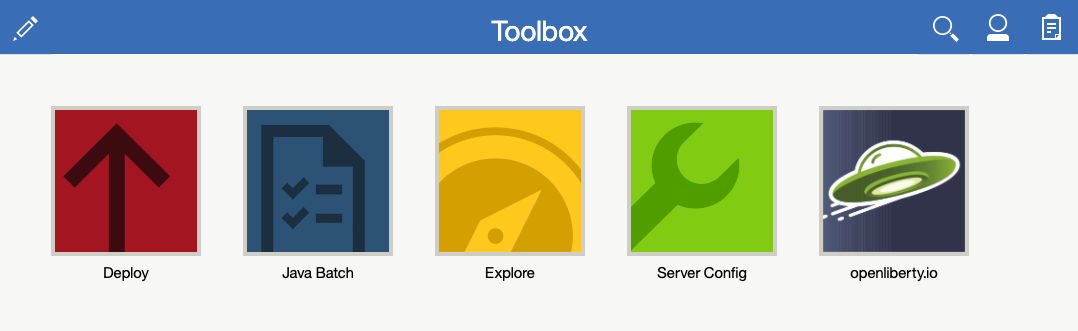 Toolbox
Deploy
Java Batch
Explore
Server Config
openliberty.io